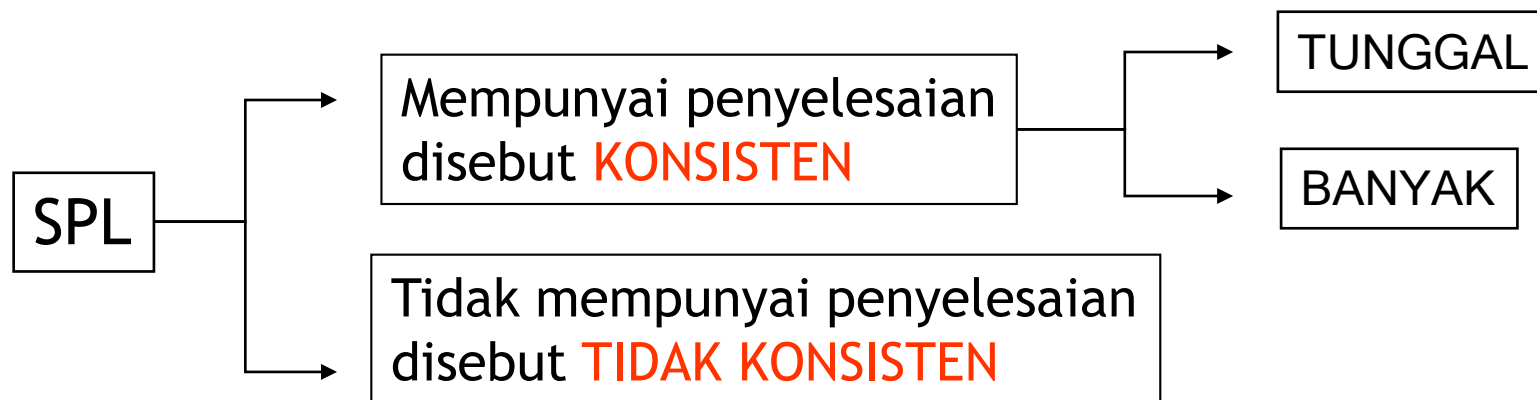 SPL
Mempunyai penyelesaian
disebut KONSISTEN
TUNGGAL
BANYAK
Tidak mempunyai penyelesaian
disebut TIDAK KONSISTEN